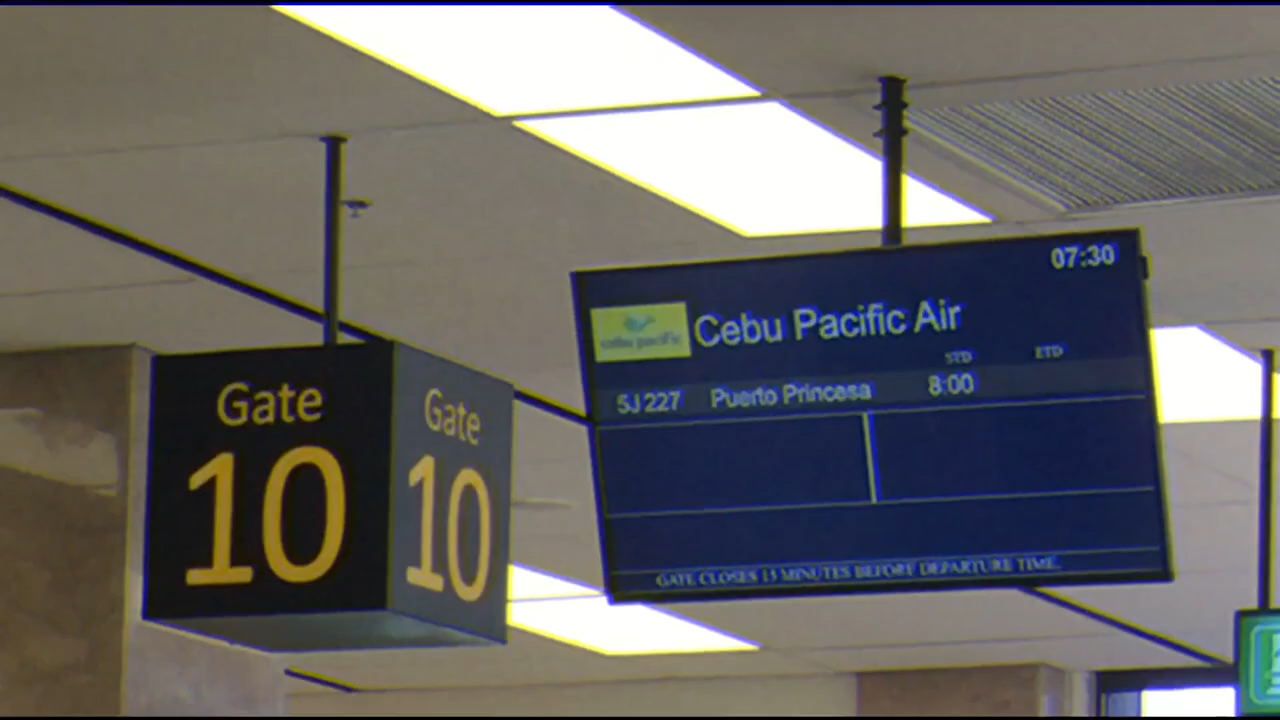 Gate
10
Gate
10
07:30
cebu pacific
Cebu Pacific Air
STD ETD
5J 227 Puerto Princesa 8:00
GATE CLOSES 15 MINUTES BEFORE DEPARTURE TIME.